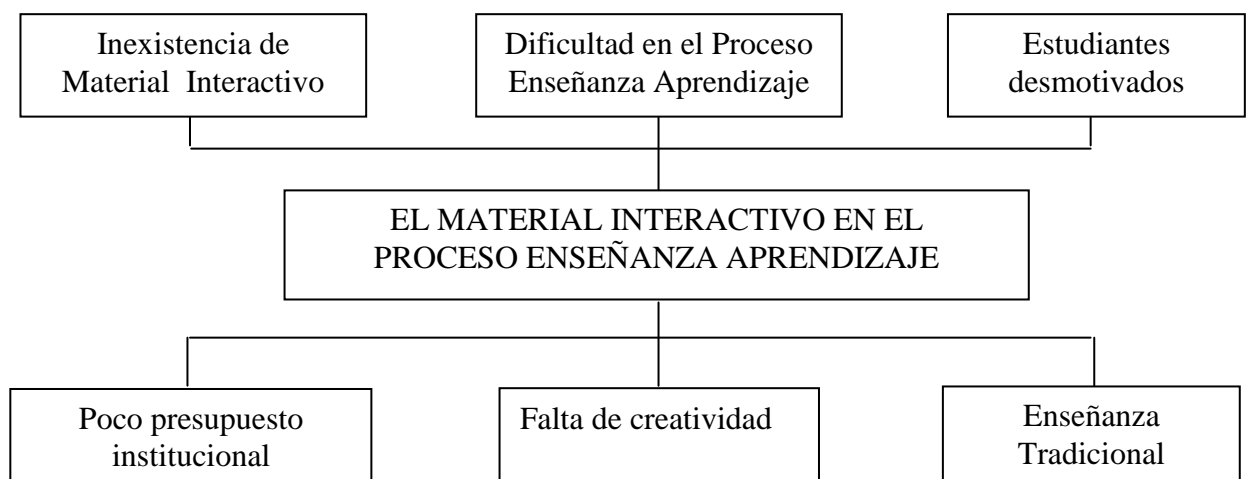 Inexistencia de
Material Interactivo
Dificultad en el Proceso
Enseñanza Aprendizaje
Estudiantes
desmotivados
EL MATERIAL INTERACTIVO EN EL
PROCESO ENSEÑANZA APRENDIZAJE
Poco presupuesto
institucional
Falta de creatividad
Enseñanza
Tradicional